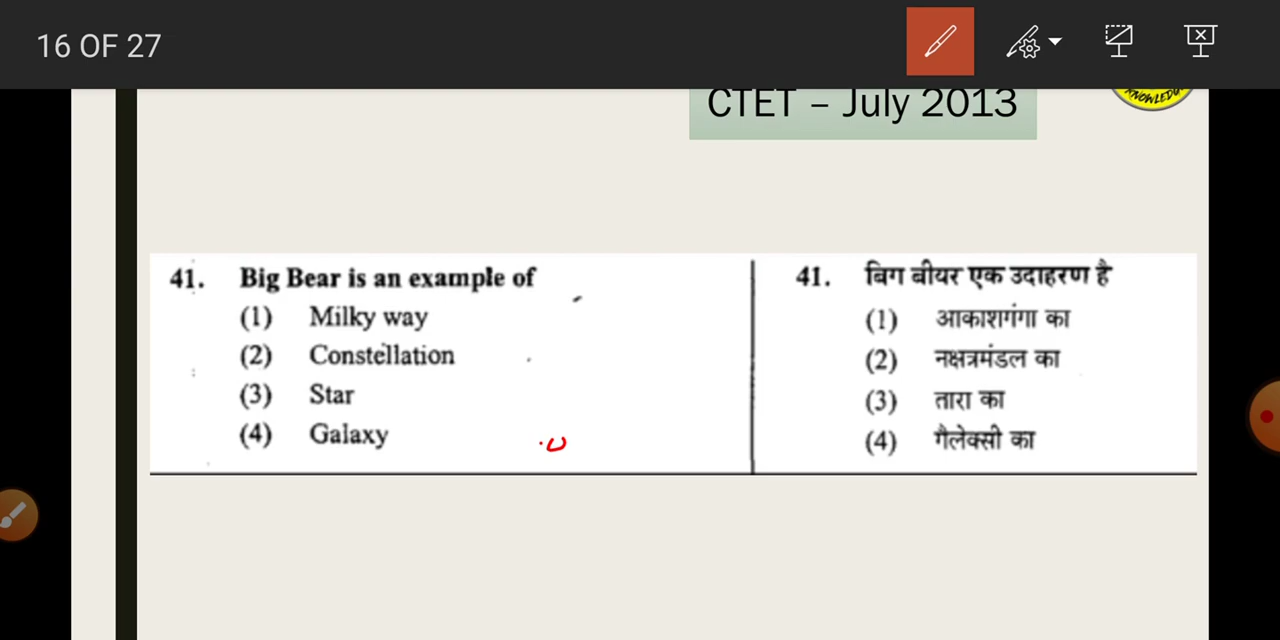 16 OF 27
CTET – July 2013
KNOWLEDG
41. Big Bear is an example of
(1) Milky way
(2) Constellation
(3) Star
(4) Galaxy
41. बिग बीयर एक उदाहरण है
(1) आकाशगंगा का
(2) नक्षत्रमंडल का
(3) तारा का
(4) गैलेक्सी का